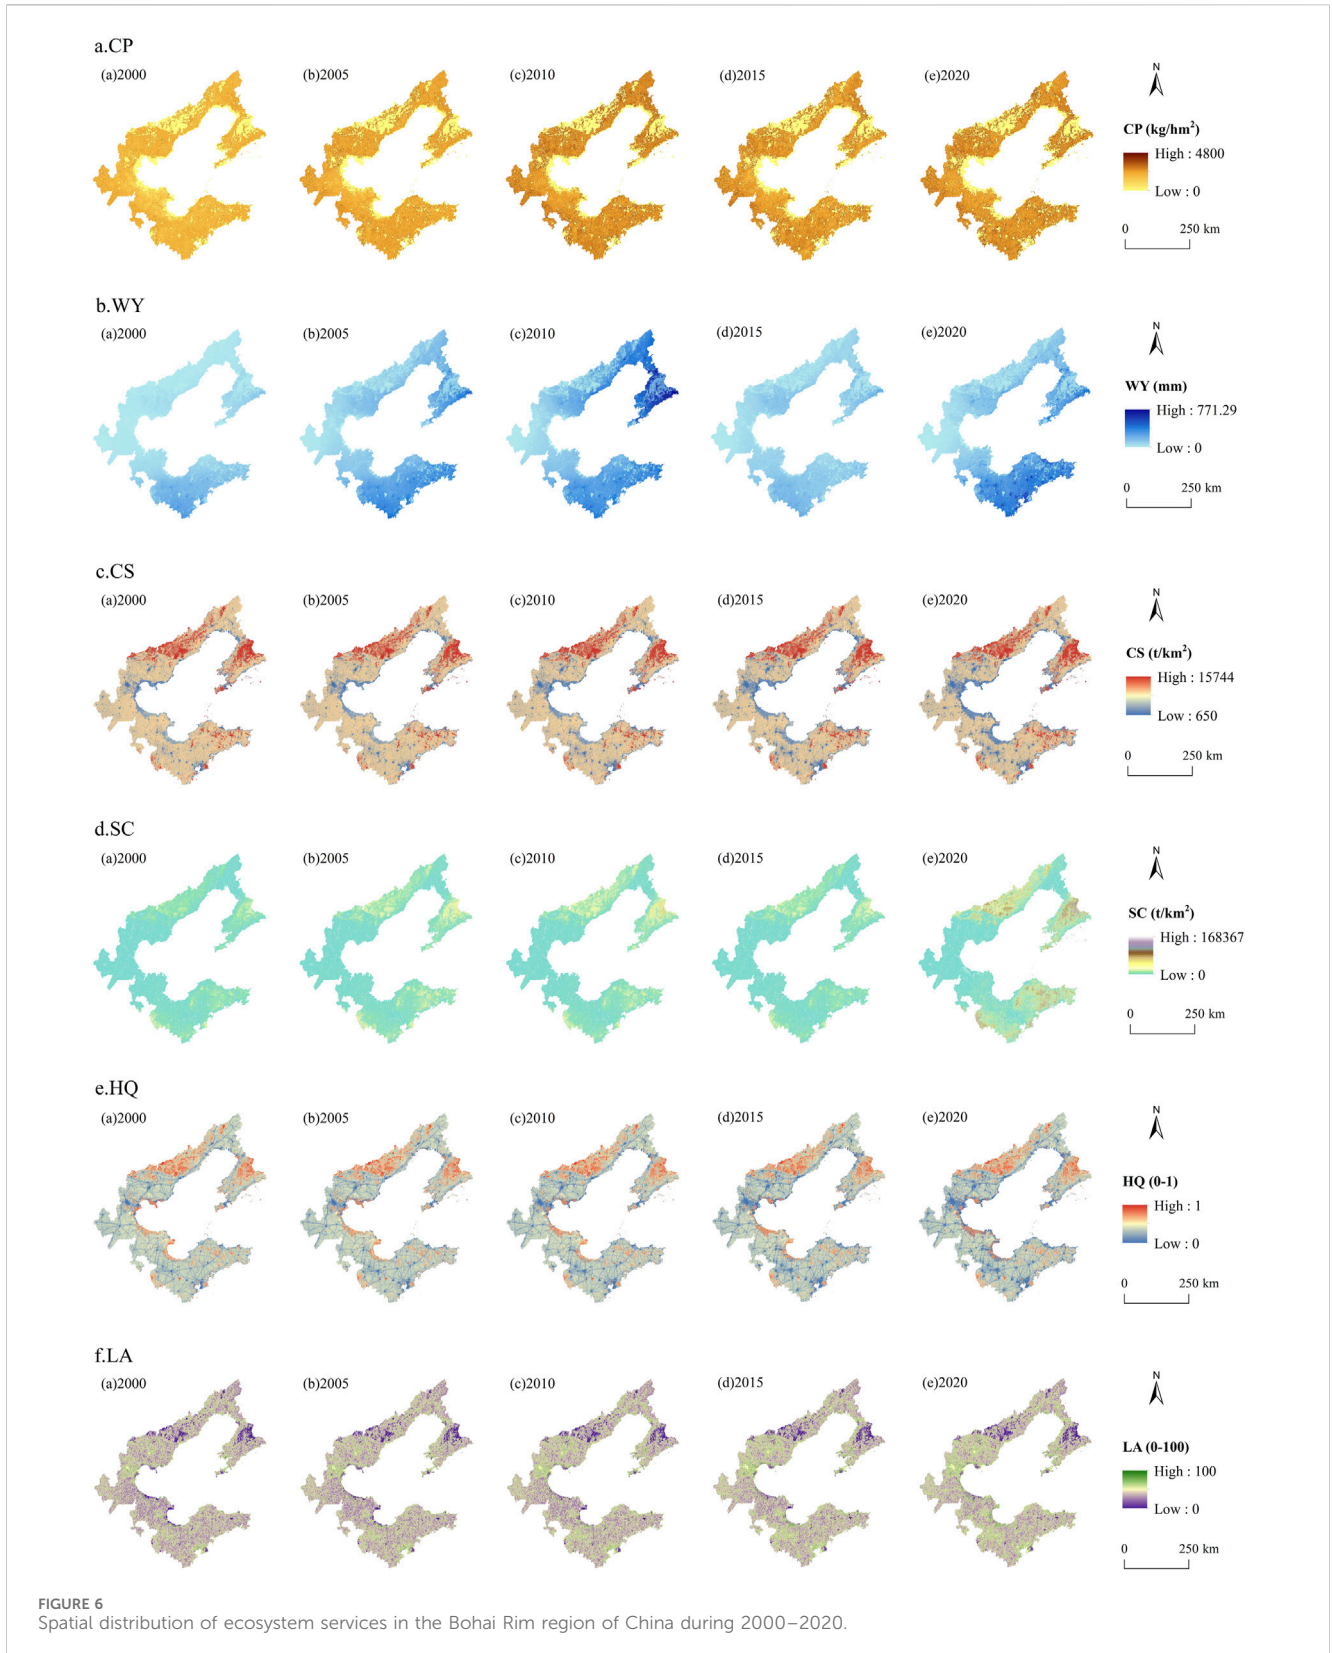 a.CP
(a)2000
(b)2005
(c)2010
(d)2015
(e)2020
N
CP (kg/hm²)
High : 4800
Low : 0
0 250 km
b.WY
(a)2000
(b)2005
(c)2010
(d)2015
(e)2020
N
WY (mm)
High : 771.29
Low : 0
0 250 km
c.CS
(a)2000
(b)2005
(c)2010
(d)2015
(e)2020
N
CS (t/km²)
High : 15744
Low : 650
0 250 km
d.SC
(a)2000
(b)2005
(c)2010
(d)2015
(e)2020
N
SC (t/km²)
High : 168367
Low : 0
0 250 km
e.HQ
(a)2000
(b)2005
(c)2010
(d)2015
(e)2020
N
HQ (0-1)
High : 1
Low : 0
0 250 km
f.LA
(a)2000
(b)2005
(c)2010
(d)2015
(e)2020
N
LA (0-100)
High : 100
Low : 0
0 250 km
FIGURE 6
Spatial distribution of ecosystem services in the Bohai Rim region of China during 2000–2020.